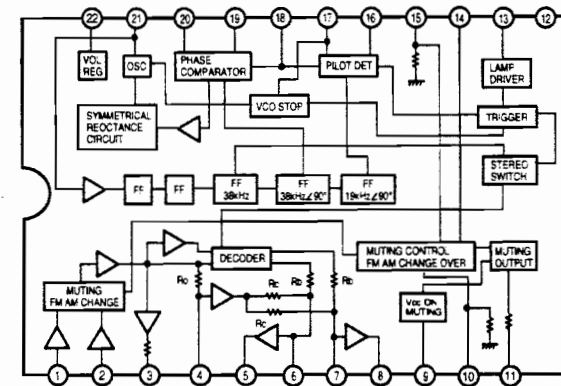 22 21 20 19 18 17 16 15 14 13 12
VOL
REG
OSC
PHASE
COMPARATOR
PILOT DET
LAMP
DRIVER
SYMMETRICAL
REOCTANCE
CIRCUIT
VCO STOP
TRIGGER
STEREO
SWITCH
FF
FF
FF
38kHz
FF
38kHz∠90°
FF
19kHz∠90°
DECODER
MUTING CONTROL
FM AM CHANGE OVER
MUTING
OUTPUT
MUTING
FM AM CHANGE
Ro
Rc
Rb
Rb
Rc
Vcc ON
MUTING
1 2 3 4 5 6 7 8 9 10 11